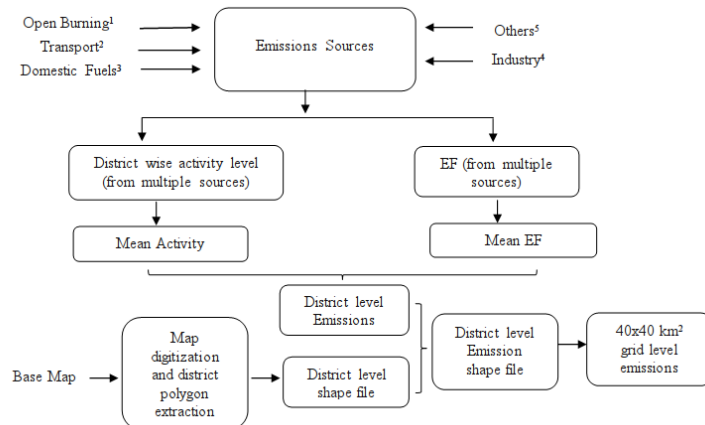 Open Burning¹
Transport²
Domestic Fuels³
Emissions Sources
Others⁵
Industry⁴
District wise activity level
(from multiple sources)
EF (from multiple
sources)
Mean Activity
Mean EF
District level
Emissions
Base Map
Map
digitization
and district
polygon
extraction
District level
shape file
District level
Emission
shape file
40x40 km²
grid level
emissions